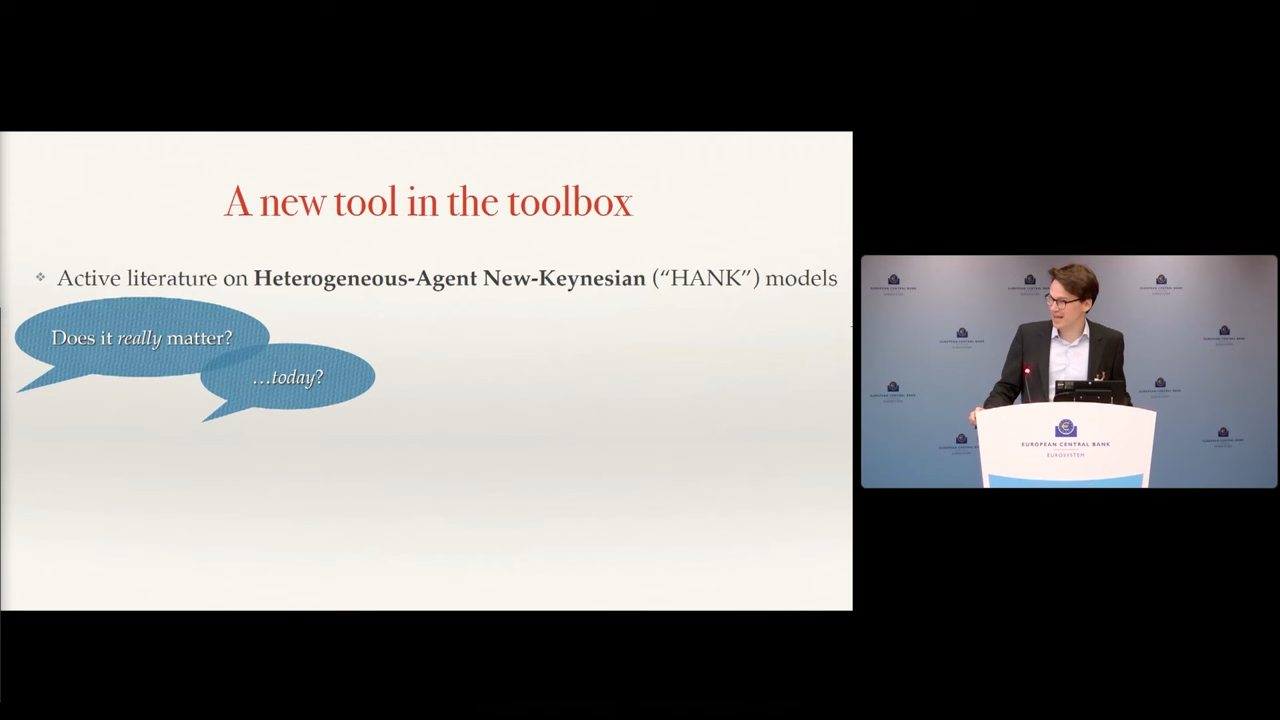 A new tool in the toolbox
❖ Active literature on Heterogeneous-Agent New-Keynesian (“HANK”) models
Does it really matter?
…today?
EUROPEAN CENTRAL BANK
EUROSYSTEM